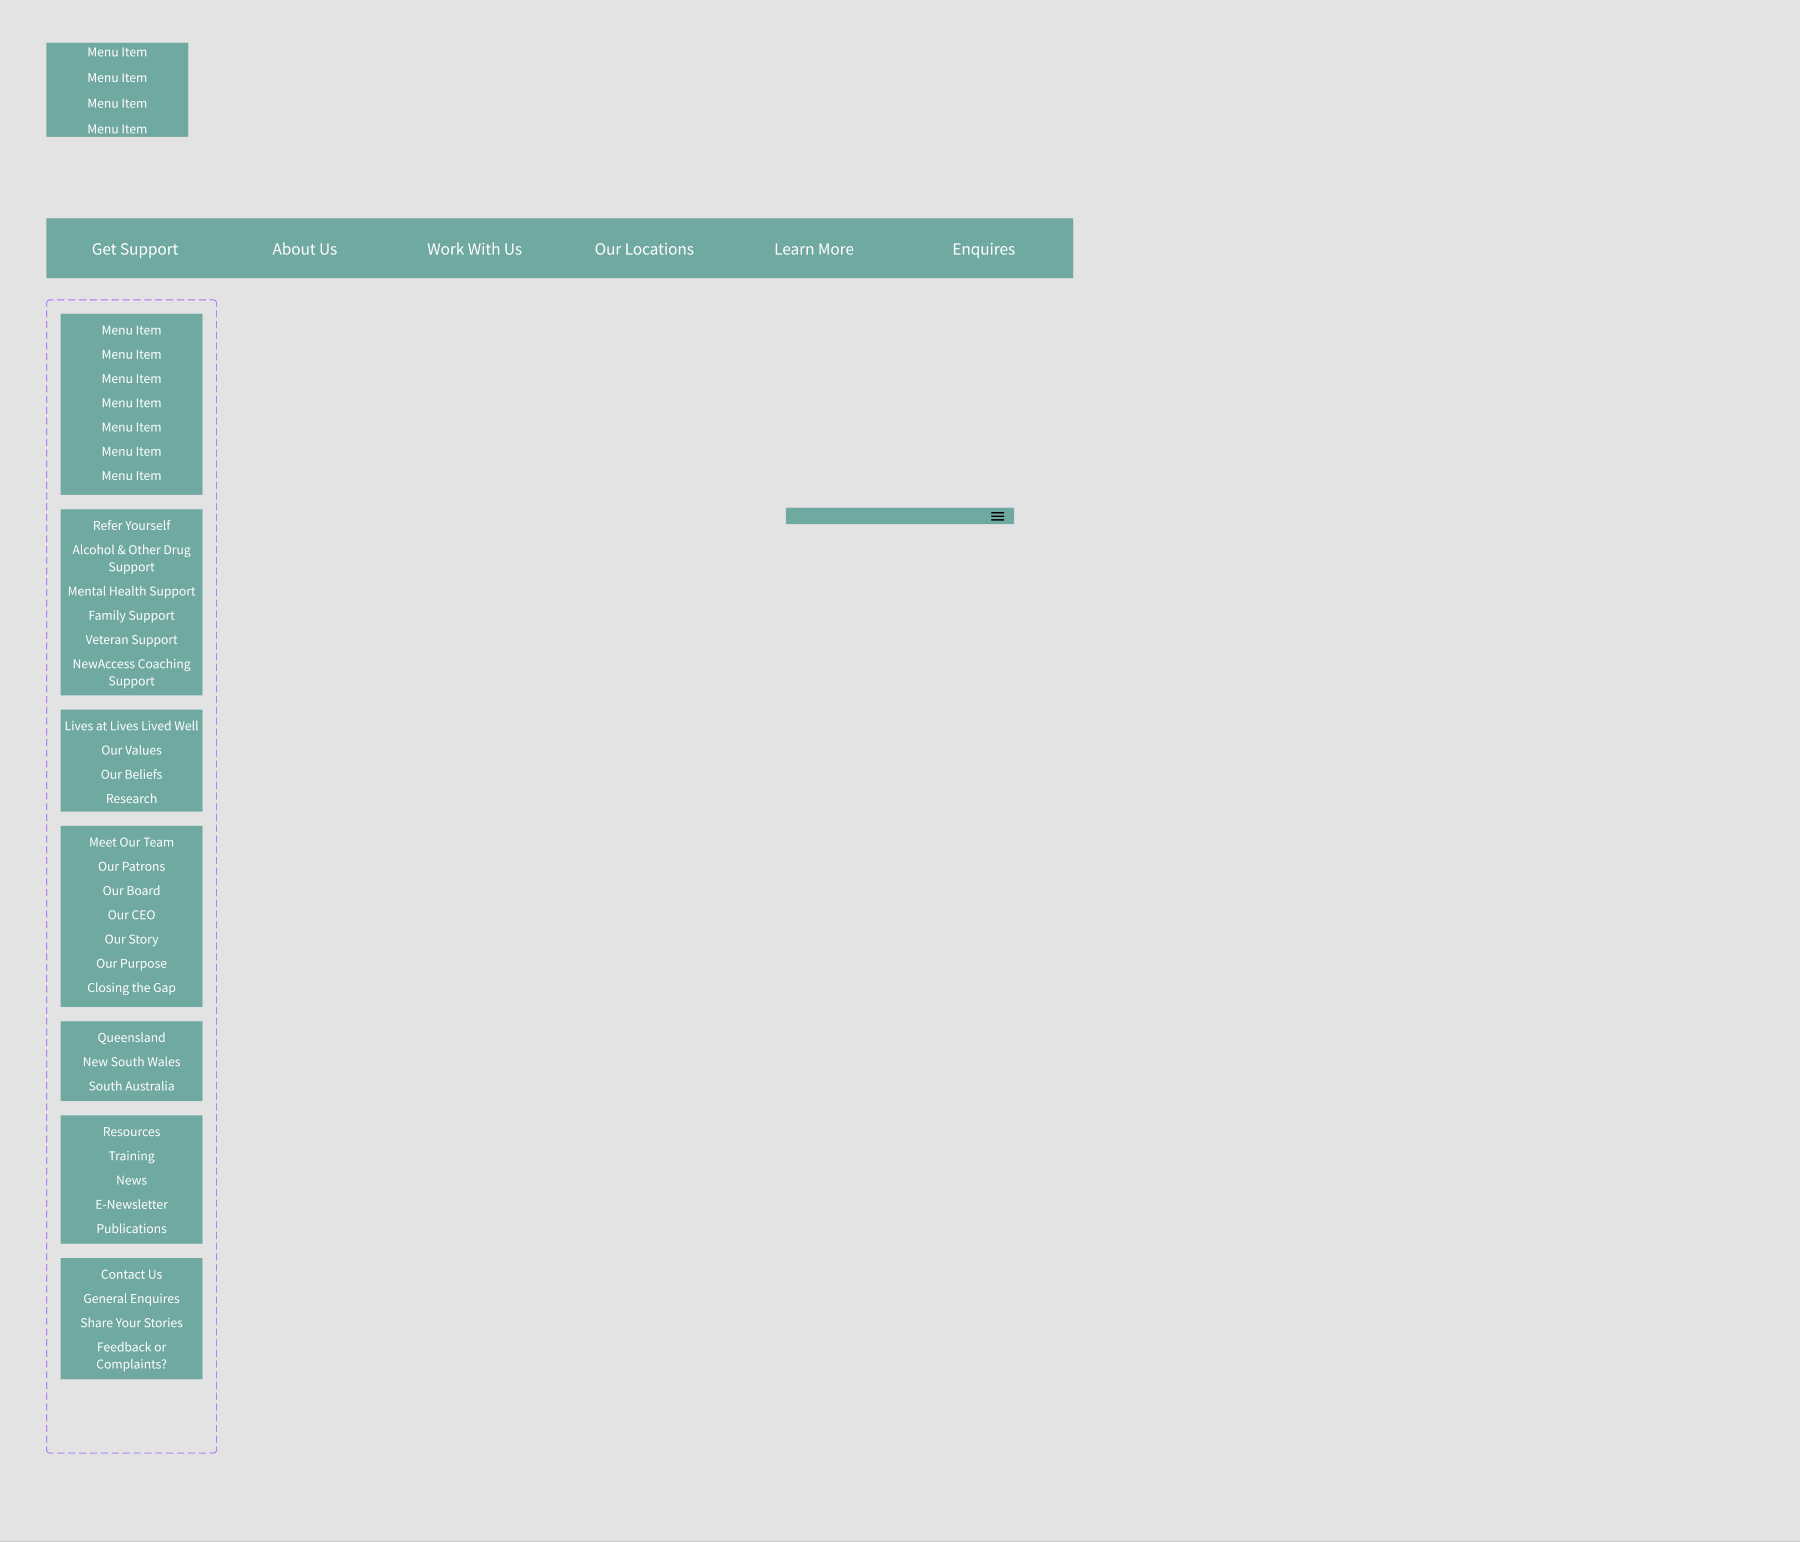 Menu Item
Menu Item
Menu Item
Menu Item
Get Support
About Us
Work With Us
Our Locations
Learn More
Enquires
Menu Item
Menu Item
Menu Item
Menu Item
Menu Item
Menu Item
Menu Item
Refer Yourself
Alcohol & Other Drug
Support
Mental Health Support
Family Support
Veteran Support
NewAccess Coaching
Support
Lives at Lives Lived Well
Our Values
Our Beliefs
Research
Meet Our Team
Our Patrons
Our Board
Our CEO
Our Story
Our Purpose
Closing the Gap
Queensland
New South Wales
South Australia
Resources
Training
News
E-Newsletter
Publications
Contact Us
General Enquires
Share Your Stories
Feedback or
Complaints?